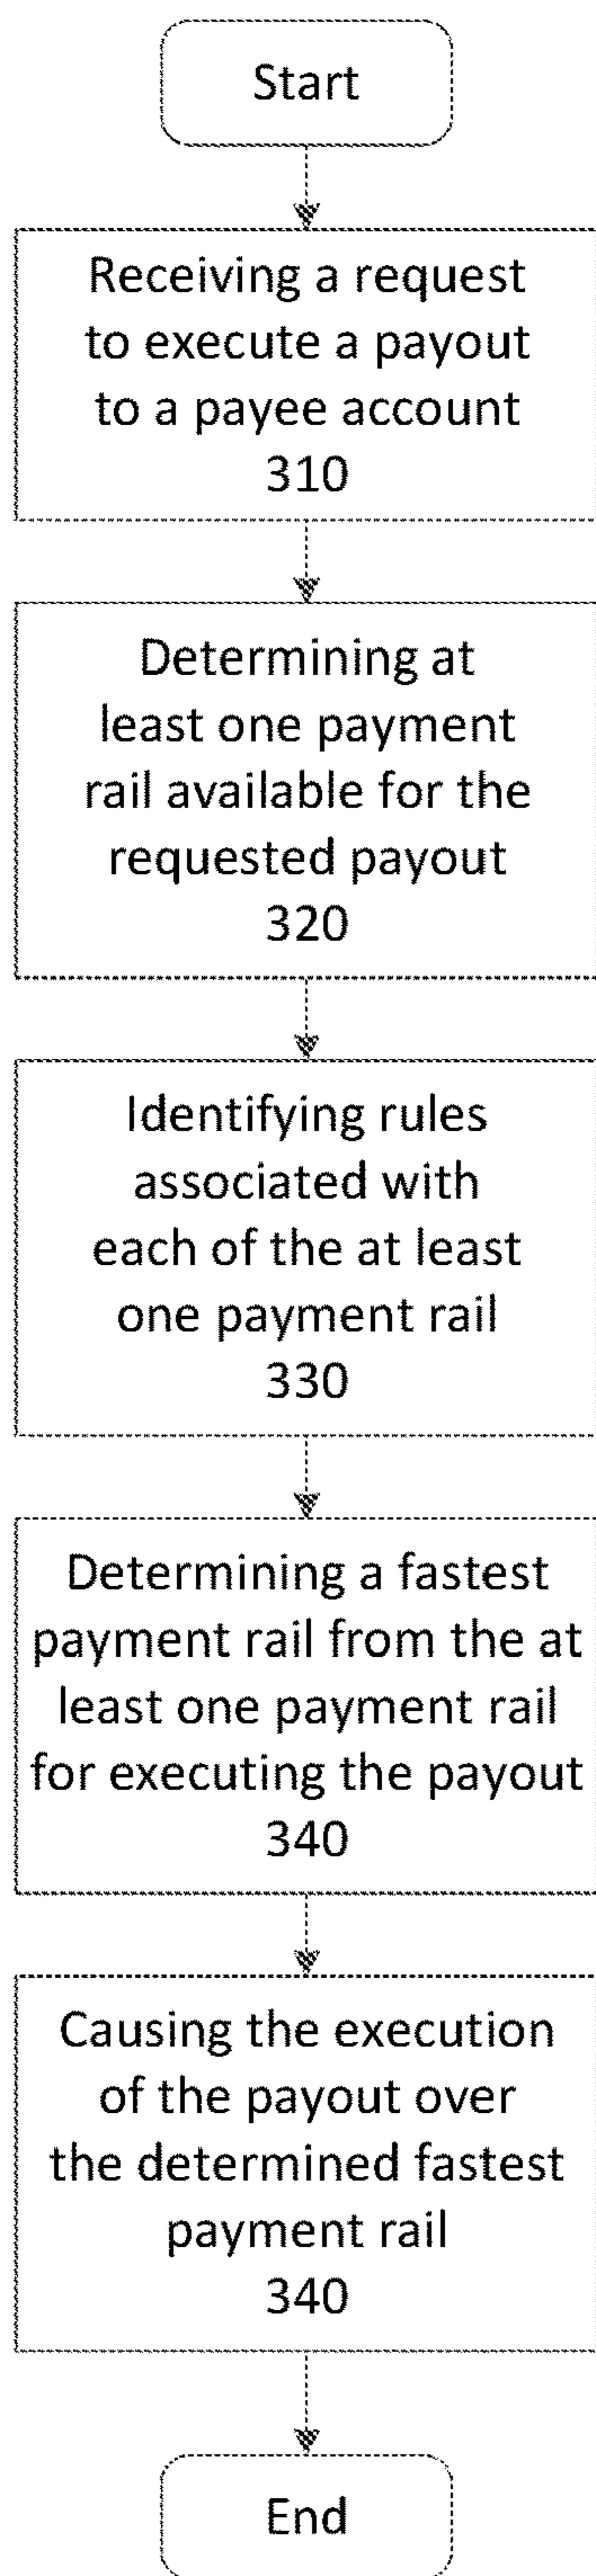 Start
Receiving a request
to execute a payout
to a payee account
310
Determining at
least one payment
rail available for the
requested payout
320
Identifying rules
associated with
each of the at least
one payment rail
330
Determining a fastest
payment rail from the at
least one payment rail
for executing the payout
340
Causing the execution
of the payout over
the determined fastest
payment rail
340
End